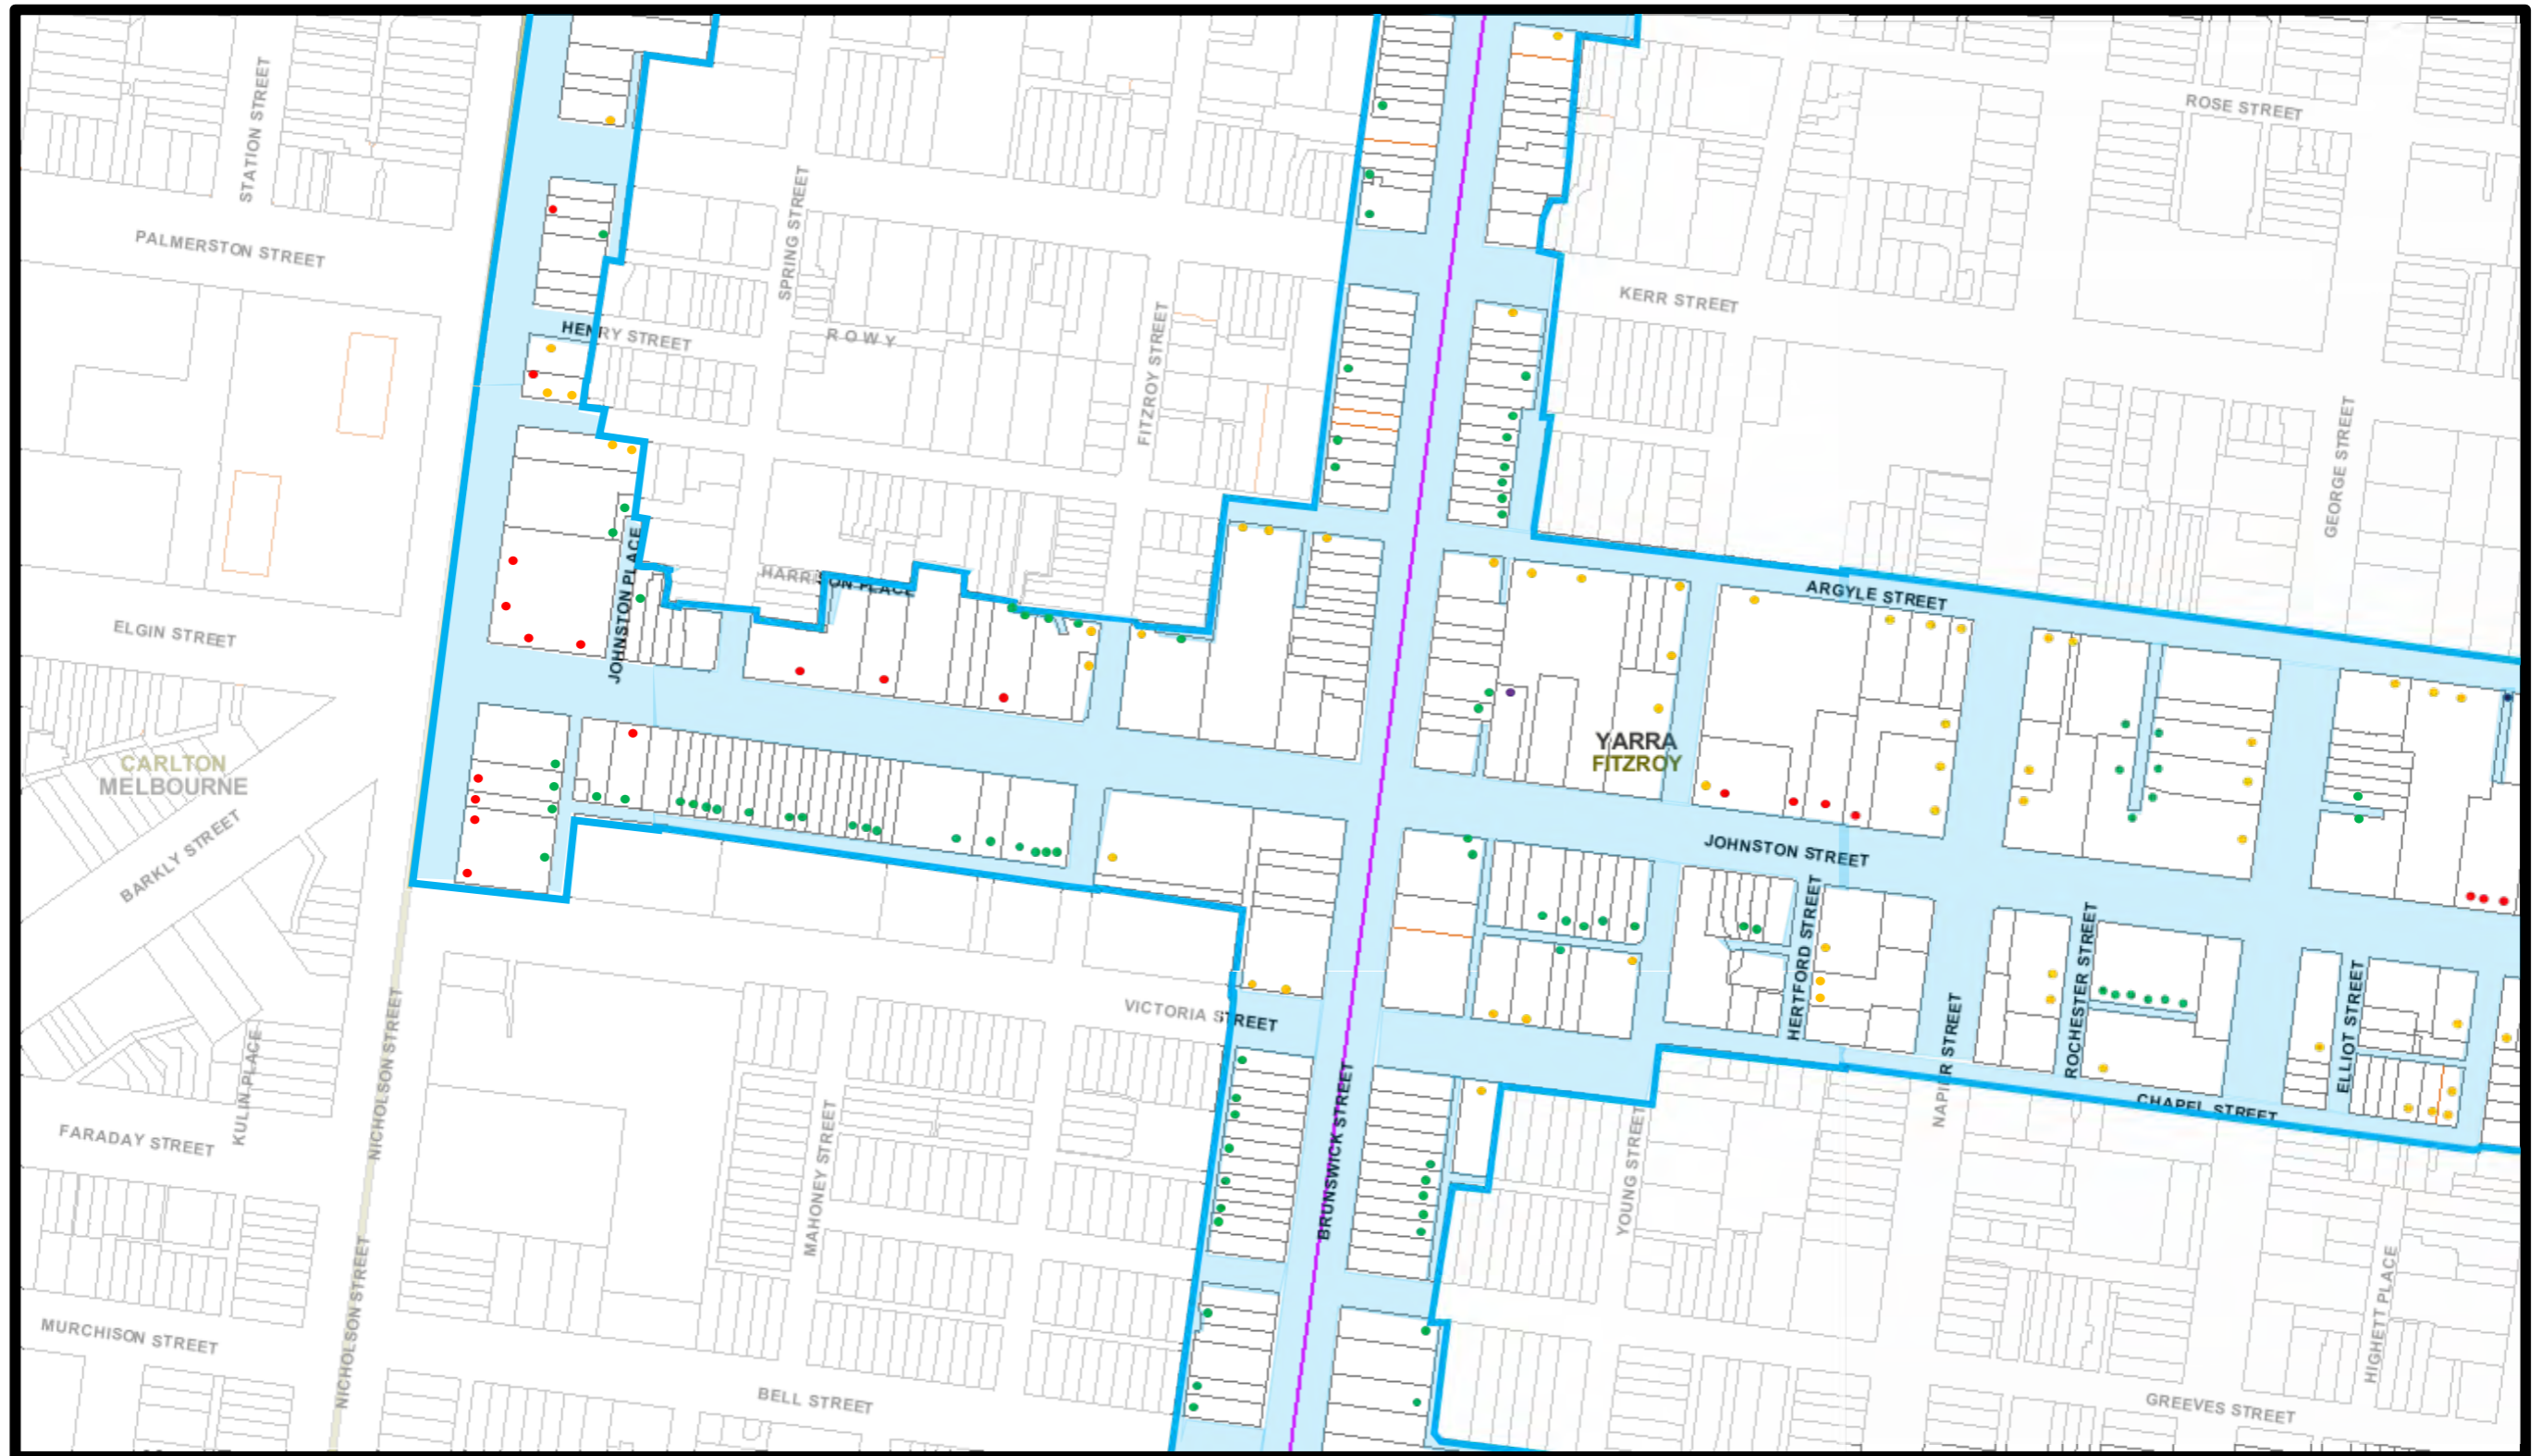 STATION STREET
ROSE STREET
PALMERSTON STREET
SPRING STREET
KERR STREET
HENRY STREET
ROWY
FITZROY STREET
GEORGE STREET
JOHNSTON PLACE
HARRISON PLACE
ARGYLE STREET
ELGIN STREET
YARRA
FITZROY
CARLTON
MELBOURNE
BARKLY STREET
JOHNSTON STREET
HERTFORD STREET
ROCHESTER STREET
ELLIOT STREET
NICHOLSON STREET
VICTORIA STREET
KULIN PLACE
NAPIER STREET
CHAPEL STREET
FARADAY STREET
MAHONEY STREET
BRUNSWICK STREET
YOUNG STREET
NICHOLSON STREET
HIGHETT PLACE
MURCHISON STREET
BELL STREET
GREEVES STREET